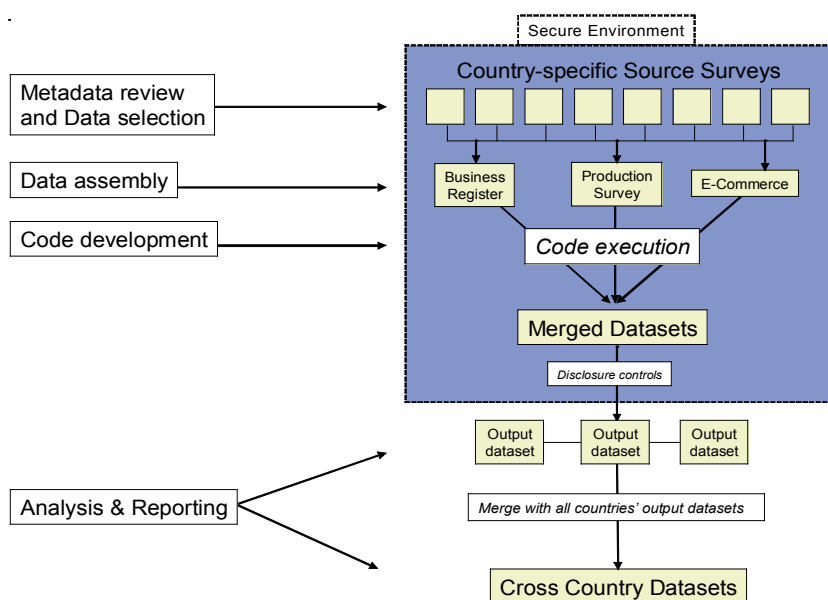 Secure Environment
Country-specific Source Surveys
Metadata review
and Data selection
Data assembly
Business
Register
Production
Survey
E-Commerce
Code development
Code execution
Merged Datasets
Disclosure controls
Output
dataset
Output
dataset
Output
dataset
Analysis & Reporting
Merge with all countries' output datasets
Cross Country Datasets